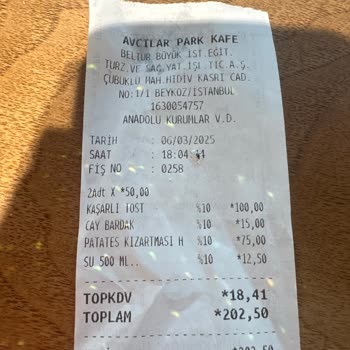 AVCILAR PARK KAFE
BELTUR BÜYÜK İST.EĞİT.
TURZ.VE SAĞ.YAT.İŞL.TİC.A.Ş.
ÇUBUKLU MAH.HIDIV KASRI CAD.
NO:1/1 BEYKOZ/İSTANBUL
1630054757
ANADOLU KURUMLAR V.D.
TARİH : 06/03/2025
SAAT : 18:04:
FİŞ NO : 0258
2Adt X *50,00
KAŞARLI TOST %10 *100,00
CAY BARDAK %10 *15,00
PATATES KIZARTMASI H %10 *75,00
SU 500 ML.. %10 *12,50
TOPKDV *18,41
TOPLAM *202,50